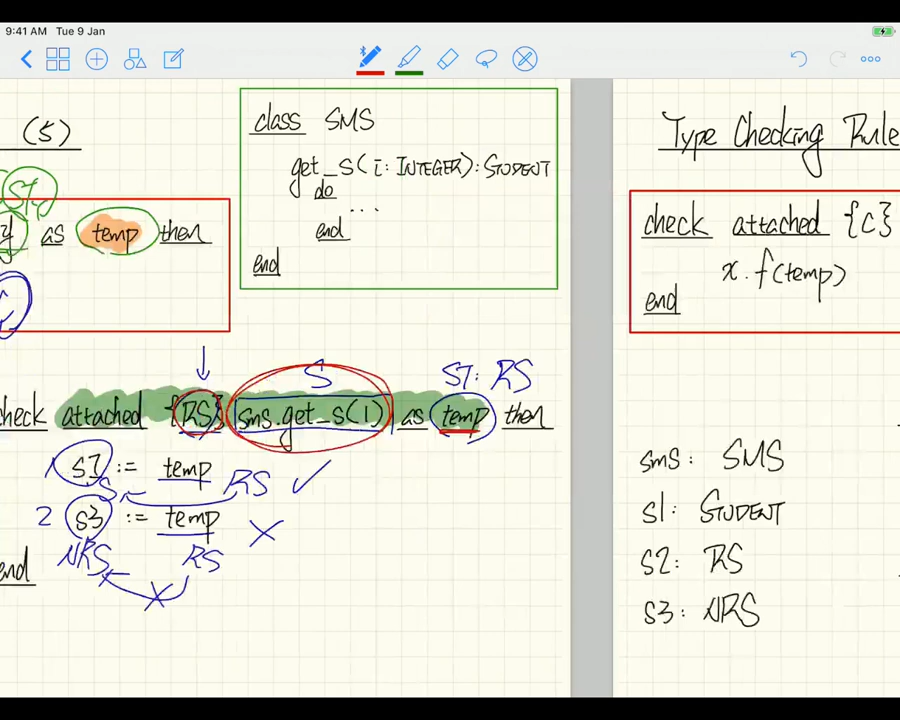 9:41 AM Tue 9 Jan
(5)
as temp then
class SMS
get_s(i: INTEGER): STUDENT
do
...
end
end
Type Checking Rule
check attached {C}
x.f(temp)
end
S
ST: RS
check attached {RS} sms.get_s(1) as temp then
1 s1 := temp
S RS ✓
2 s3 := temp ×
NRS RS
×
end
sms: SMS
s1: STUDENT
s2: RS
s3: NRS